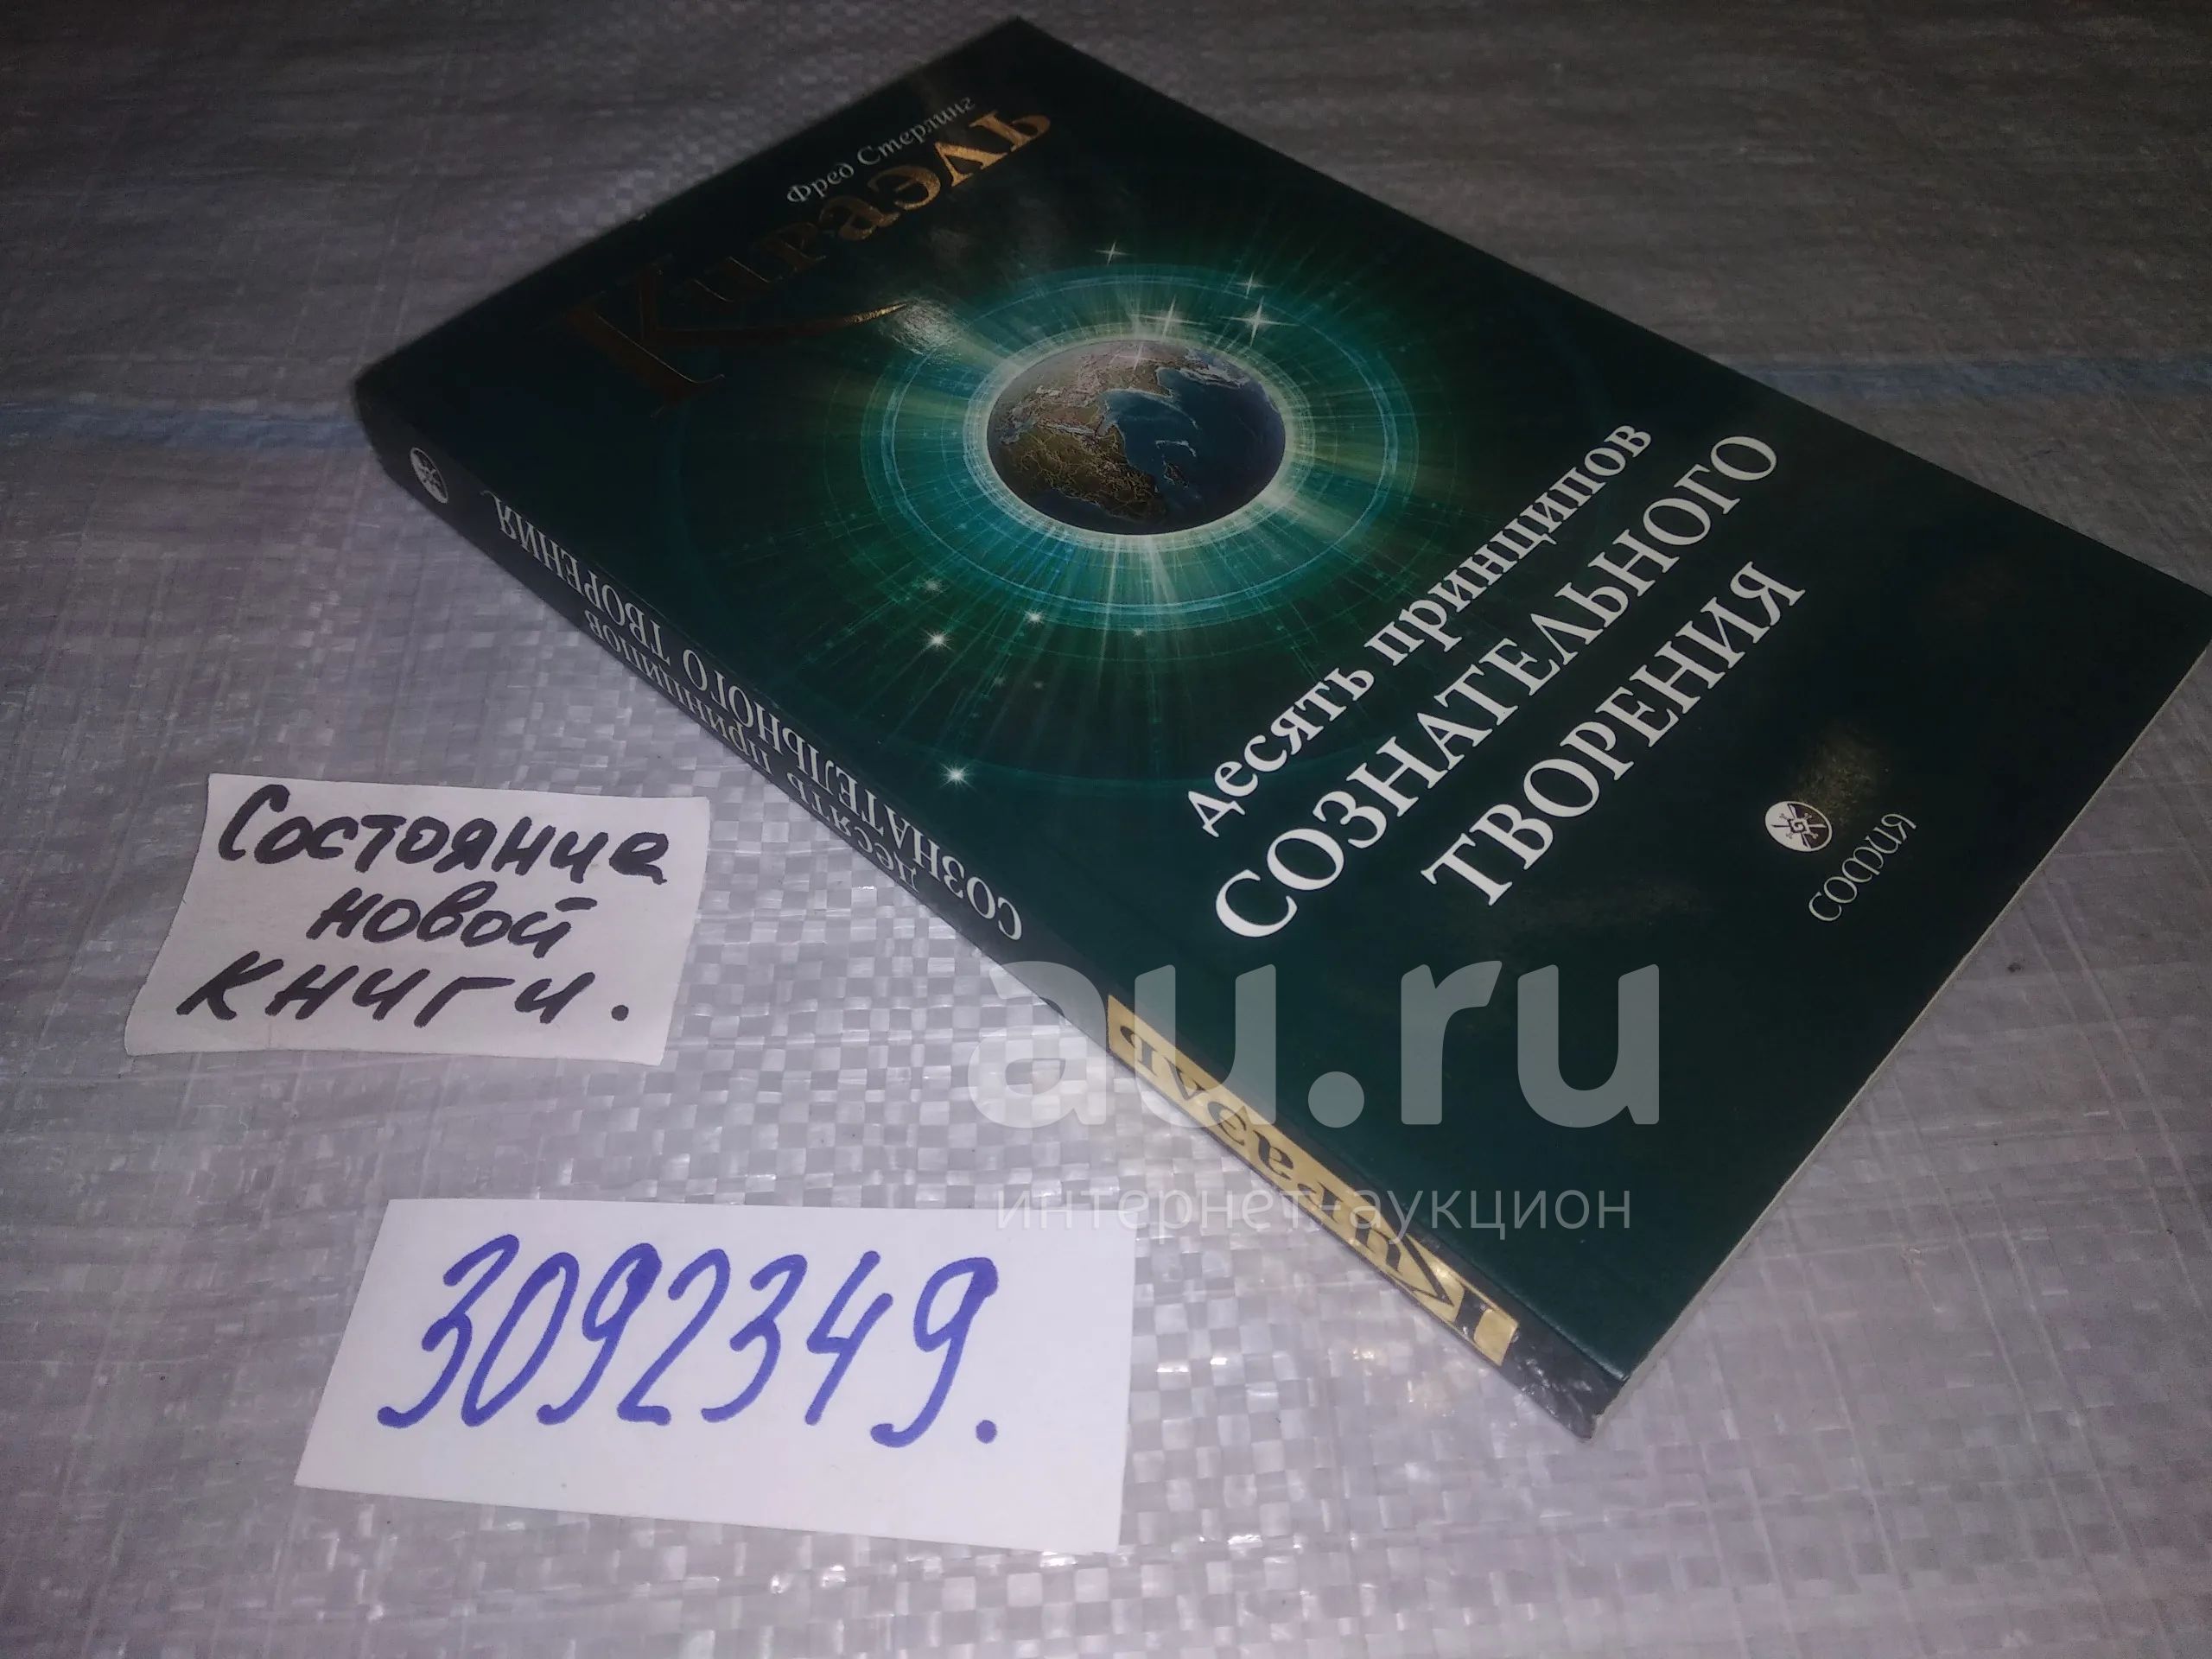 Фред Стерлинг
Кираэль
десять принципов
СОЗНАТЕЛЬНОГО
ТВОРЕНИЯ
СОФИЯ
Кираэль
десять принципов
СОЗНАТЕЛЬНОГО ТВОРЕНИЯ
Состояние
новой
книги.
3092349.
au.ru
интернет-аукцион